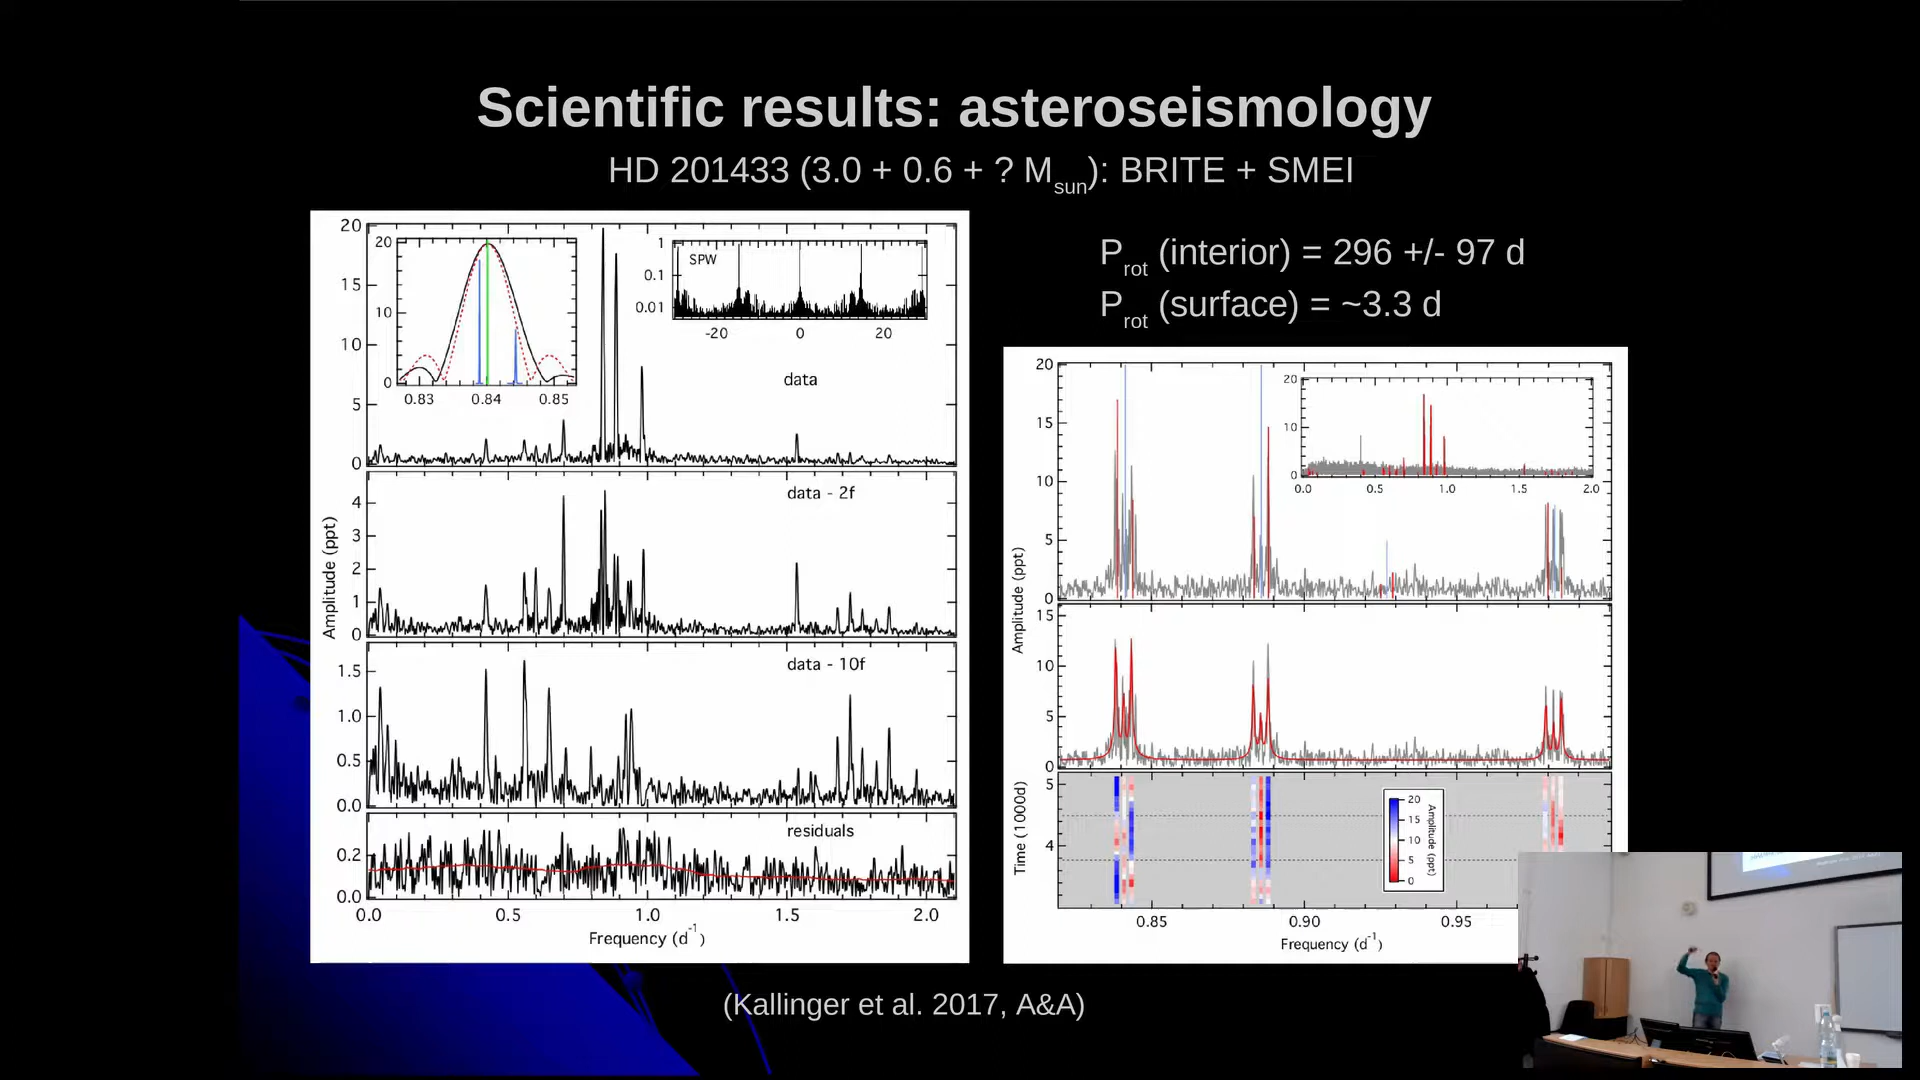 Scientific results: asteroseismology
HD 201433 (3.0 + 0.6 + ? Msun): BRITE + SMEI
Prot (interior) = 296 +/- 97 d
Prot (surface) = ~3.3 d
20
15
10
5
0
20
10
0
0.83 0.84 0.85
SPW
1
0.1
0.01
-20 0 20
data
data - 2f
4
3
2
1
0
data - 10f
1.5
1.0
0.5
0.0
residuals
0.2
0.0
Amplitude (ppt)
0.0 0.5 1.0 1.5 2.0
Frequency (d-1)
20
15
10
5
0
20
10
0
0.0 0.5 1.0 1.5 2.0
Amplitude (ppt)
15
10
5
0
5
4
Time (1000d)
20
15
10
5
0
Amplitude (ppt)
0.85 0.90 0.95
Frequency (d-1)
(Kallinger et al. 2017, A&A)